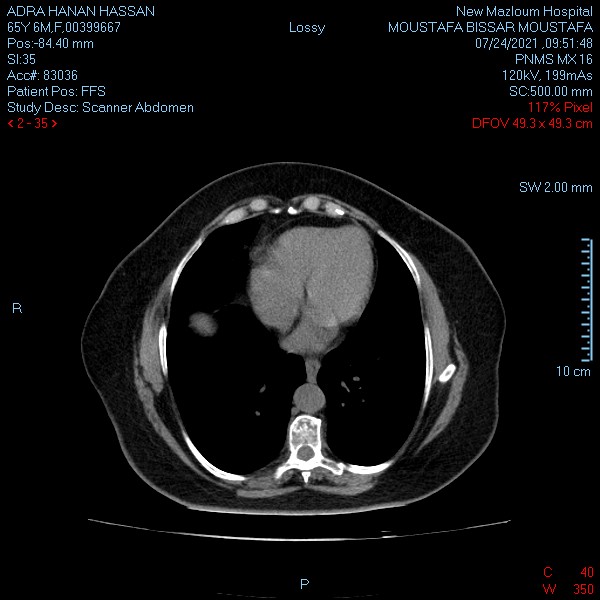 ADRA HANAN HASSAN
65Y 6M,F,00399667
Pos:-84.40 mm
SI:35
Acc#: 83036
Patient Pos: FFS
Study Desc: Scanner Abdomen
< 2 - 35 >
Lossy
New Mazloum Hospital
MOUSTAFA BISSAR MOUSTAFA
07/24/2021 ,09:51:48
PNMS MX 16
120kV, 199mAs
SC:500.00 mm
117% Pixel
DFOV 49.3 x 49.3 cm
SW 2.00 mm
R
10 cm
P
C 40
W 350